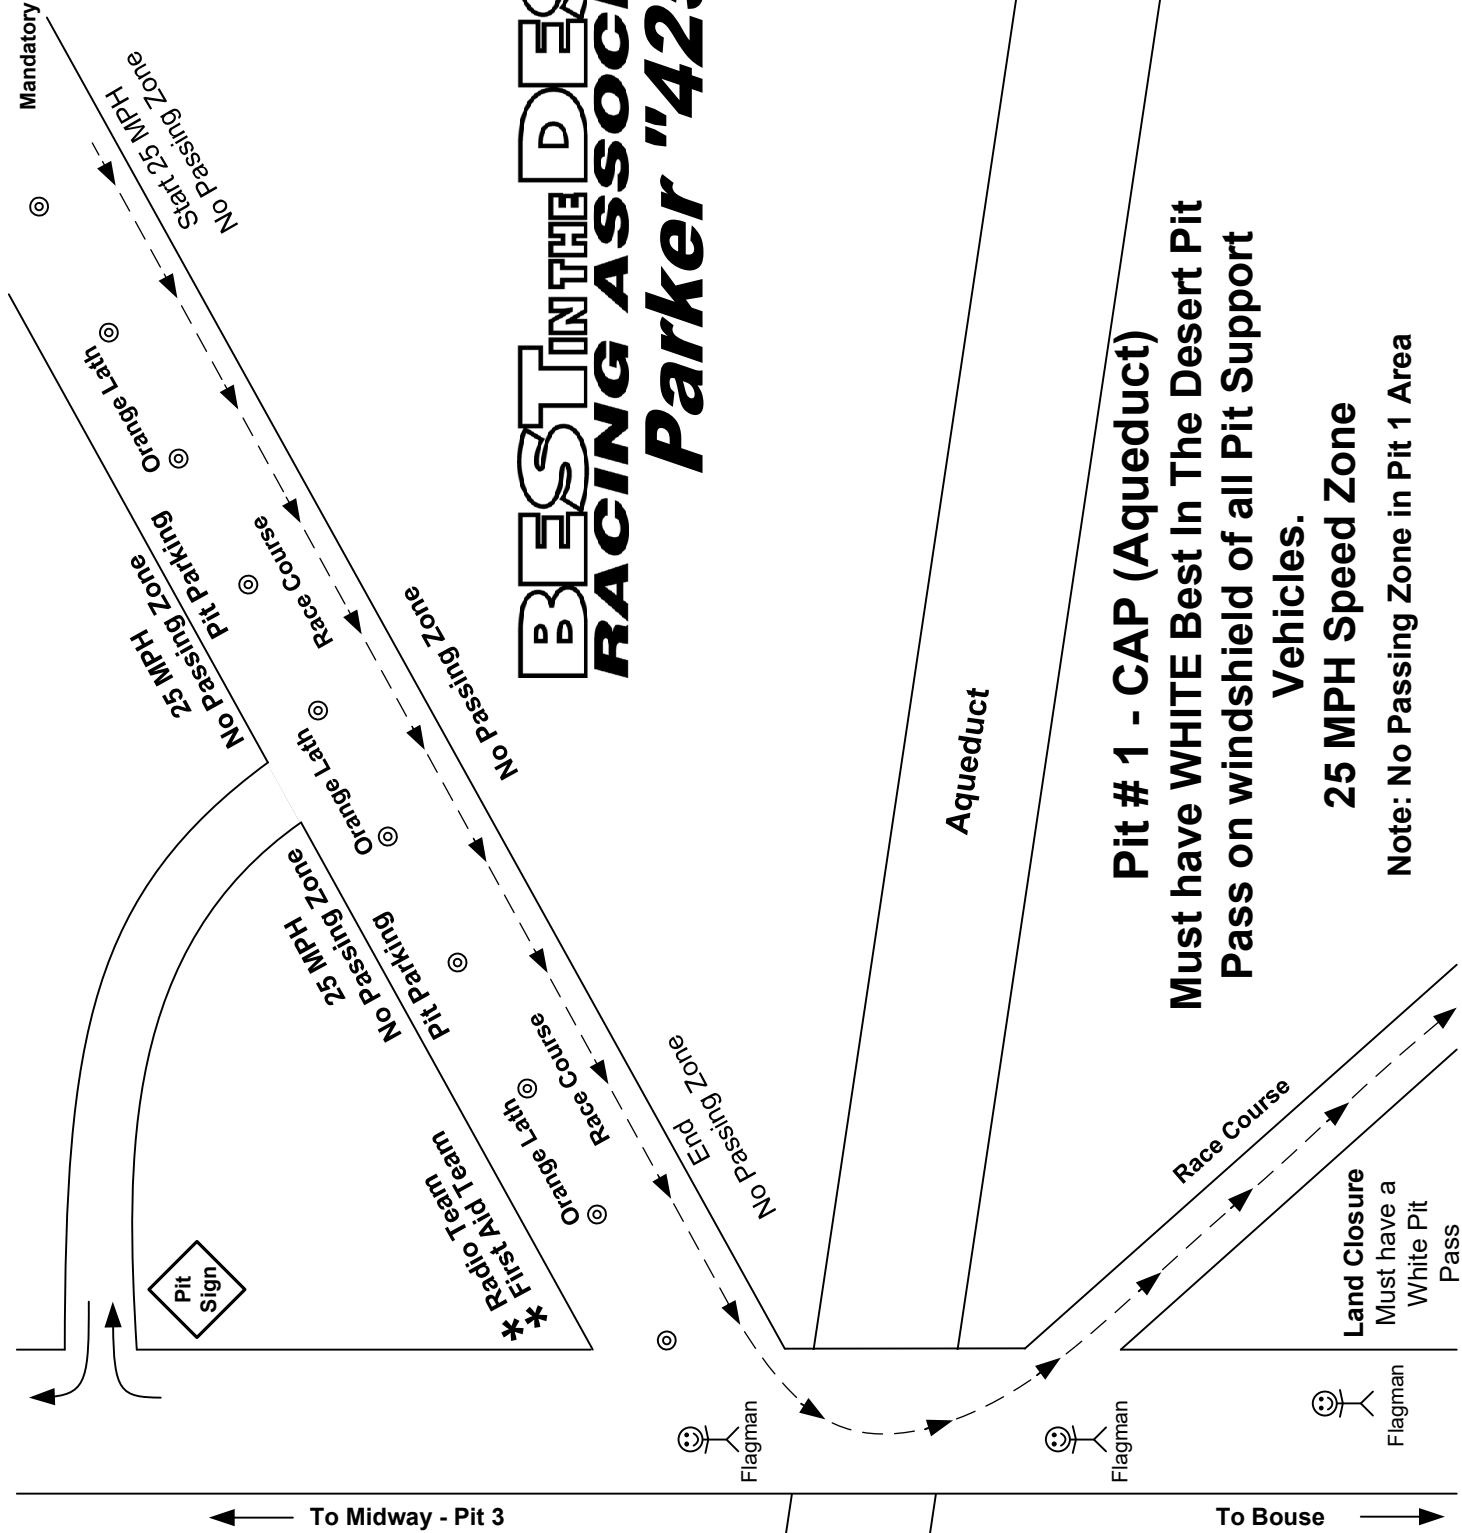 Mandatory
Start 25 MPH
No Passing Zone
BEST IN THE
RACING
Parker "425
Orange Lath
Pit Parking
25 MPH
No Passing Zone
Race Course
No Passing Zone
Orange Lath
25 MPH
No Passing Zone
Pit Parking
Race Course
Orange Lath
* Radio Team
* First Aid Team
End
No Passing Zone
Pit
Sign
Aqueduct
Pit # 1 - CAP (Aqueduct)
Must have WHITE Best In The Desert Pit
Pass on windshield of all Pit Support
Vehicles.
25 MPH Speed Zone
Note: No Passing Zone in Pit 1 Area
Race Course
Land Closure
Must have a
White Pit
Pass
Flagman
Flagman
Flagman
To Midway - Pit 3
To Bouse